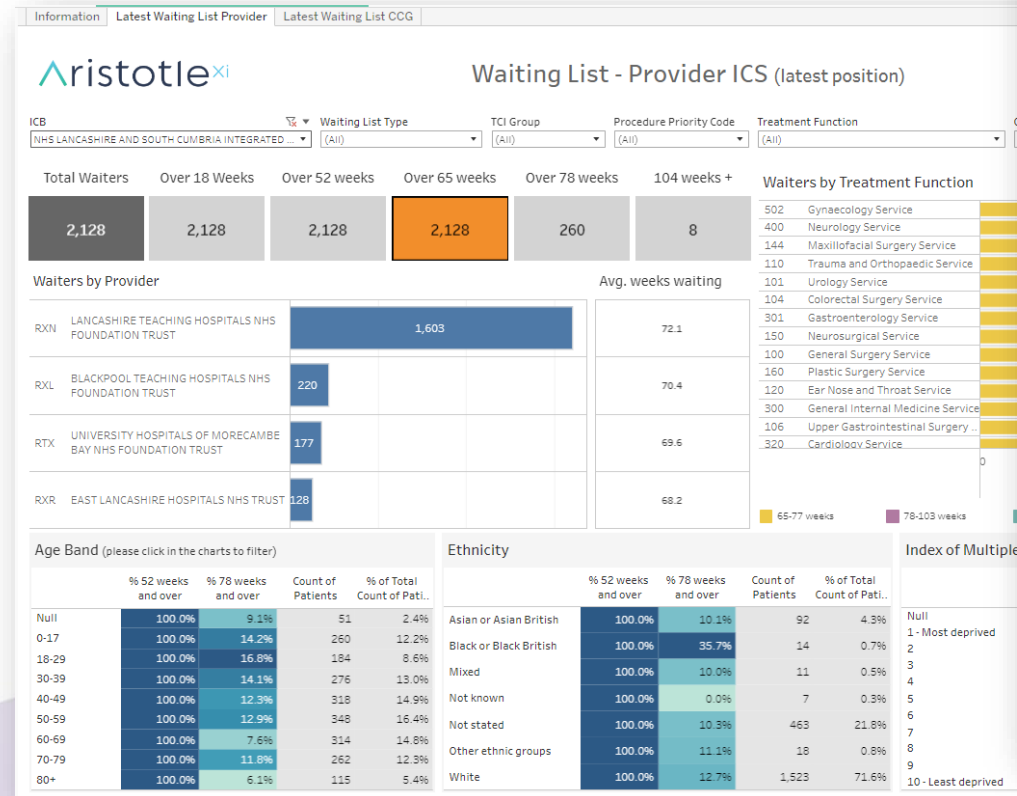 Information
Latest Waiting List Provider
Latest Waiting List CCG
Aristotle xi
Waiting List - Provider ICS (latest position)
ICB
Waiting List Type
TCI Group
Procedure Priority Code
Treatment Function
NHS LANCASHIRE AND SOUTH CUMBRIA INTEGRATED ...
(All)
(All)
(All)
(All)
Total Waiters
Over 18 Weeks
Over 52 weeks
Over 65 weeks
Over 78 weeks
104 weeks +
2,128
2,128
2,128
2,128
260
8
Waiters by Provider
Avg. weeks waiting
RXN
LANCASHIRE TEACHING HOSPITALS NHS
FOUNDATION TRUST
1,603
72.1
RXL
BLACKPOOL TEACHING HOSPITALS NHS
FOUNDATION TRUST
220
70.4
RTX
UNIVERSITY HOSPITALS OF MORECAMBE
BAY NHS FOUNDATION TRUST
177
69.6
RXR
EAST LANCASHIRE HOSPITALS NHS TRUST
128
68.2
Waiters by Treatment Function
502 Gynaecology Service
400 Neurology Service
144 Maxillofacial Surgery Service
110 Trauma and Orthopaedic Service
101 Urology Service
104 Colorectal Surgery Service
301 Gastroenterology Service
150 Neurosurgical Service
100 General Surgery Service
160 Plastic Surgery Service
120 Ear Nose and Throat Service
300 General Internal Medicine Service
106 Upper Gastrointestinal Surgery ..
320 Cardiology Service
0
65-77 weeks
78-103 weeks
Age Band (please click in the charts to filter)
% 52 weeks and over
% 78 weeks and over
Count of Patients
% of Total Count of Pati..
Null 100.0% 9.1% 51 2.4%
0-17 100.0% 14.2% 260 12.2%
18-29 100.0% 16.8% 184 8.6%
30-39 100.0% 14.1% 276 13.0%
40-49 100.0% 12.3% 318 14.9%
50-59 100.0% 12.9% 348 16.4%
60-69 100.0% 7.6% 314 14.8%
70-79 100.0% 11.8% 262 12.3%
80+ 100.0% 6.1% 115 5.4%
Ethnicity
% 52 weeks and over
% 78 weeks and over
Count of Patients
% of Total Count of Pati..
Asian or Asian British 100.0% 10.1% 92 4.3%
Black or Black British 100.0% 35.7% 14 0.7%
Mixed 100.0% 10.0% 11 0.5%
Not known 100.0% 0.0% 7 0.3%
Not stated 100.0% 10.3% 463 21.8%
Other ethnic groups 100.0% 11.1% 18 0.8%
White 100.0% 12.7% 1,523 71.6%
Index of Multiple
Null
1 - Most deprived
2
3
4
5
6
7
8
9
10 - Least deprived